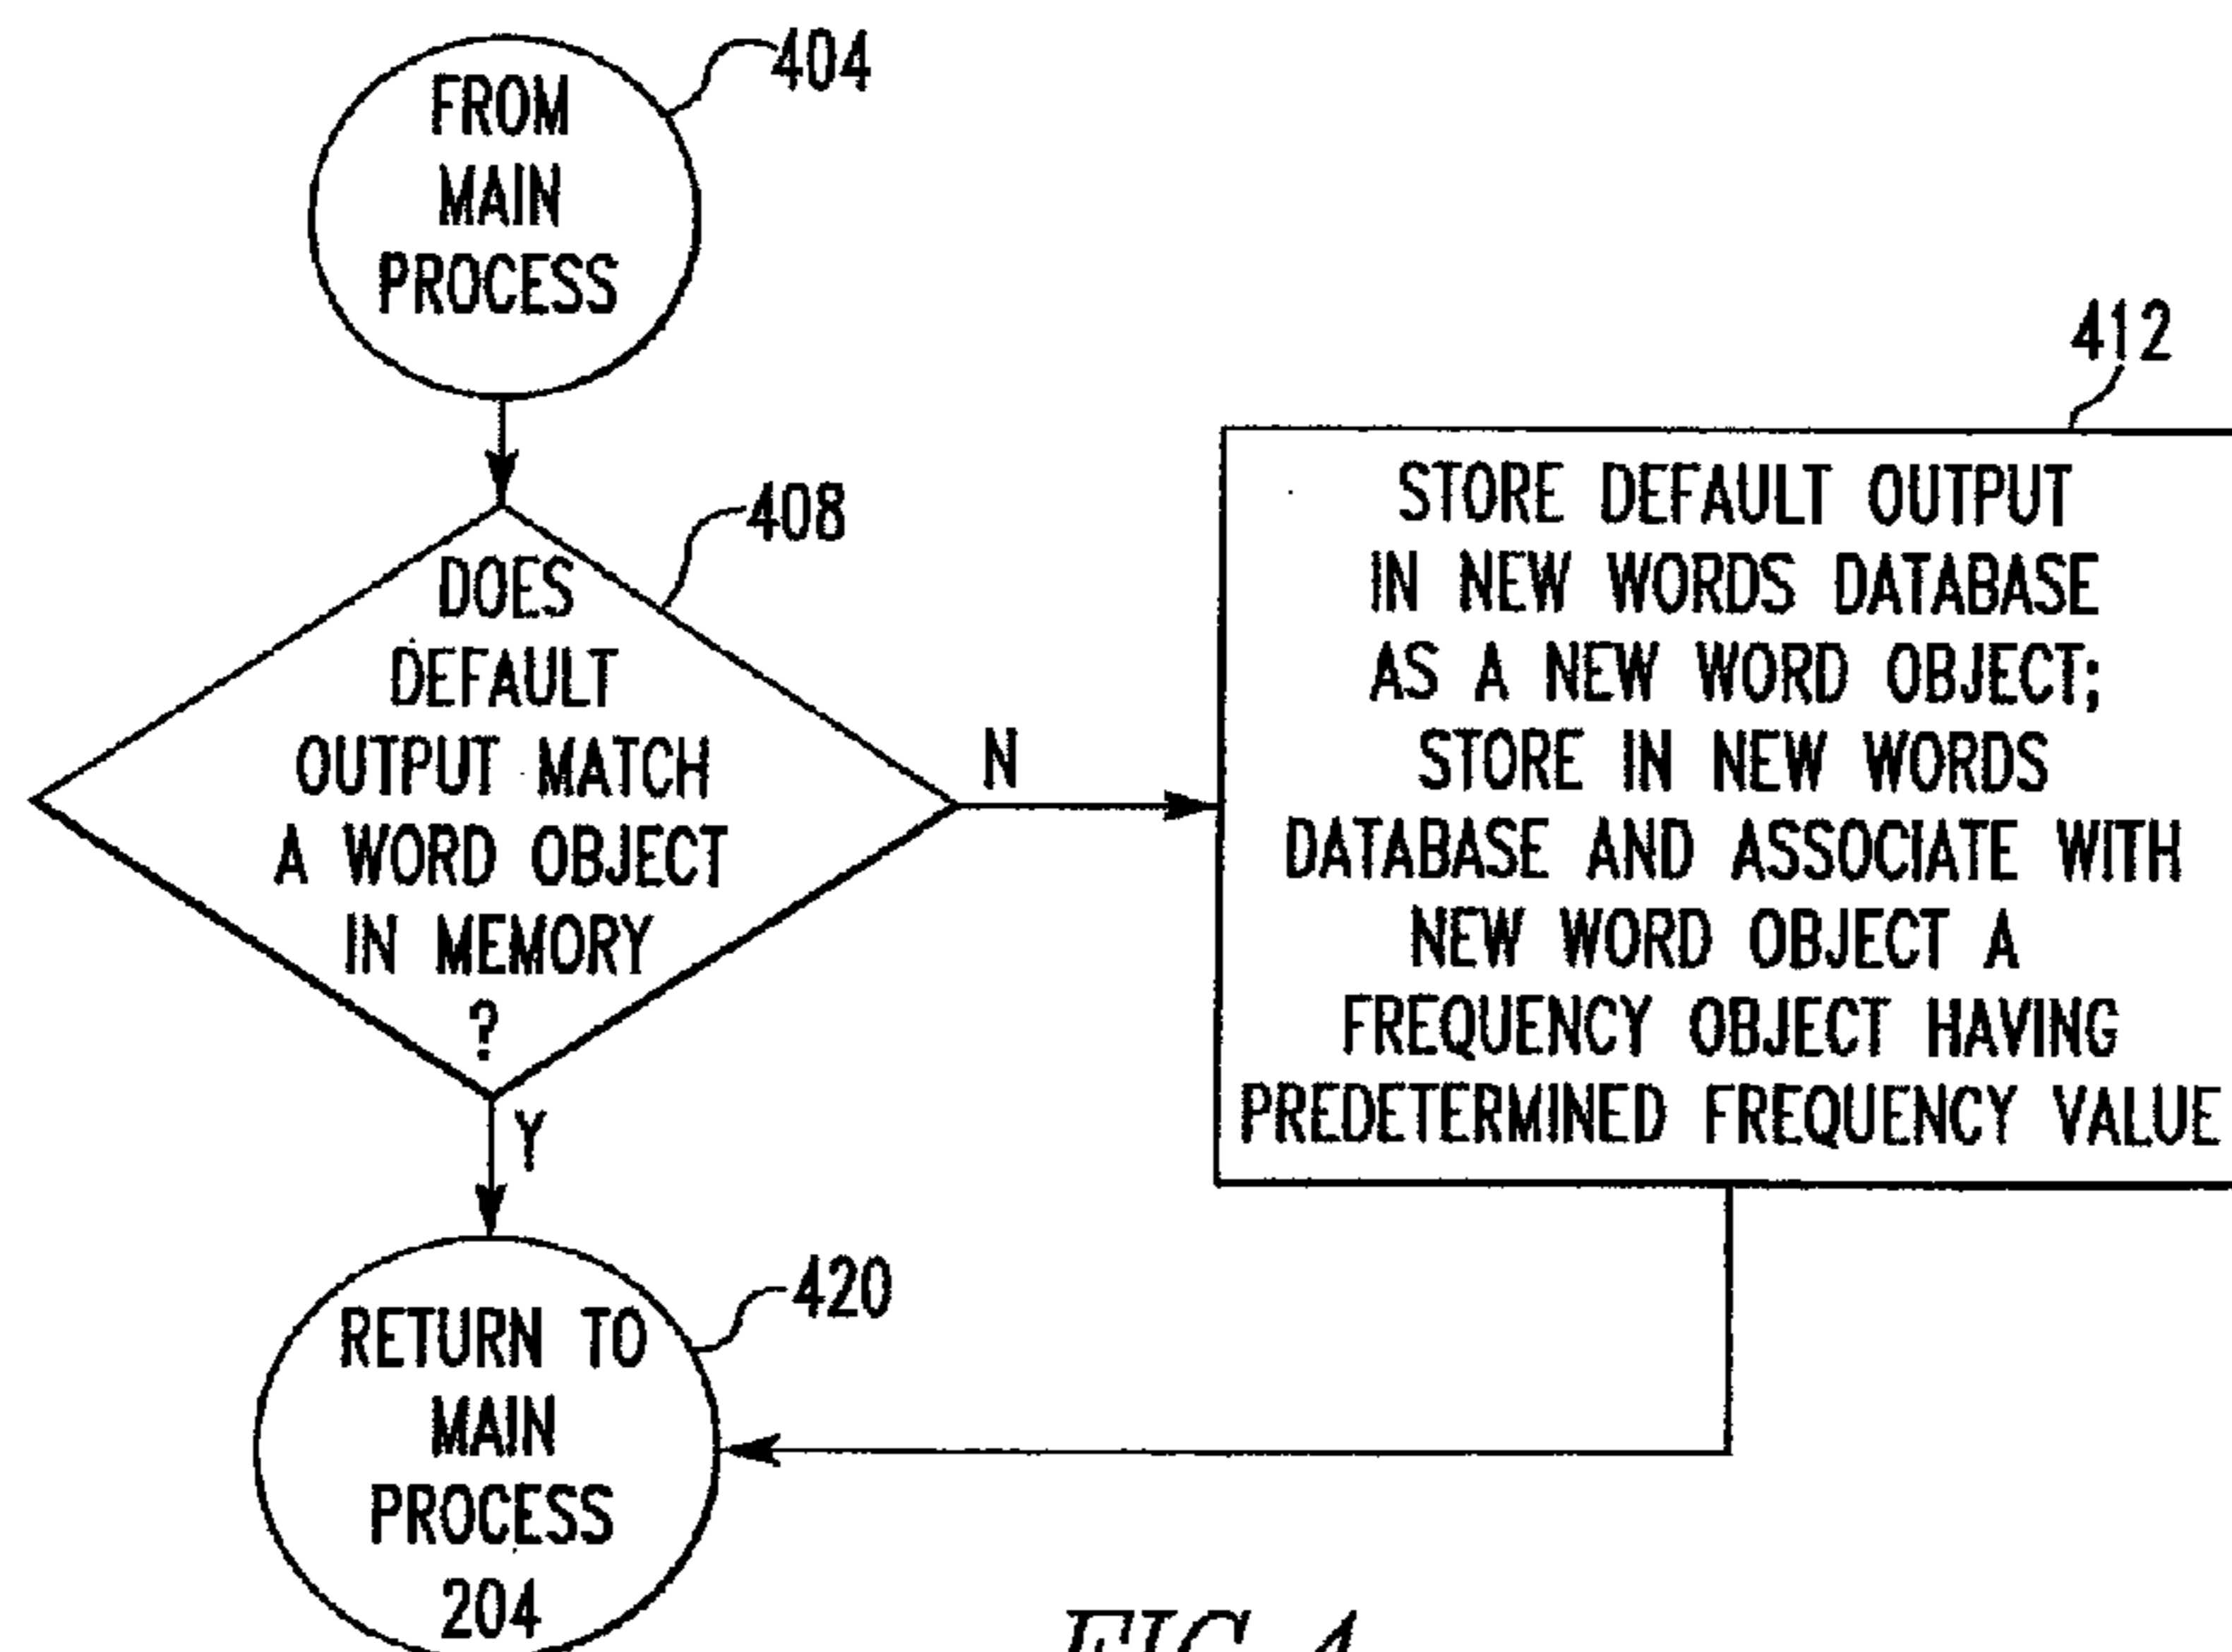 404
FROM
MAIN
PROCESS
408
DOES
DEFAULT
OUTPUT MATCH
A WORD OBJECT
IN MEMORY
?
N
Y
412
STORE DEFAULT OUTPUT
IN NEW WORDS DATABASE
AS A NEW WORD OBJECT;
STORE IN NEW WORDS
DATABASE AND ASSOCIATE WITH
NEW WORD OBJECT A
FREQUENCY OBJECT HAVING
PREDETERMINED FREQUENCY VALUE
420
RETURN TO
MAIN
PROCESS
204
FIG. 4